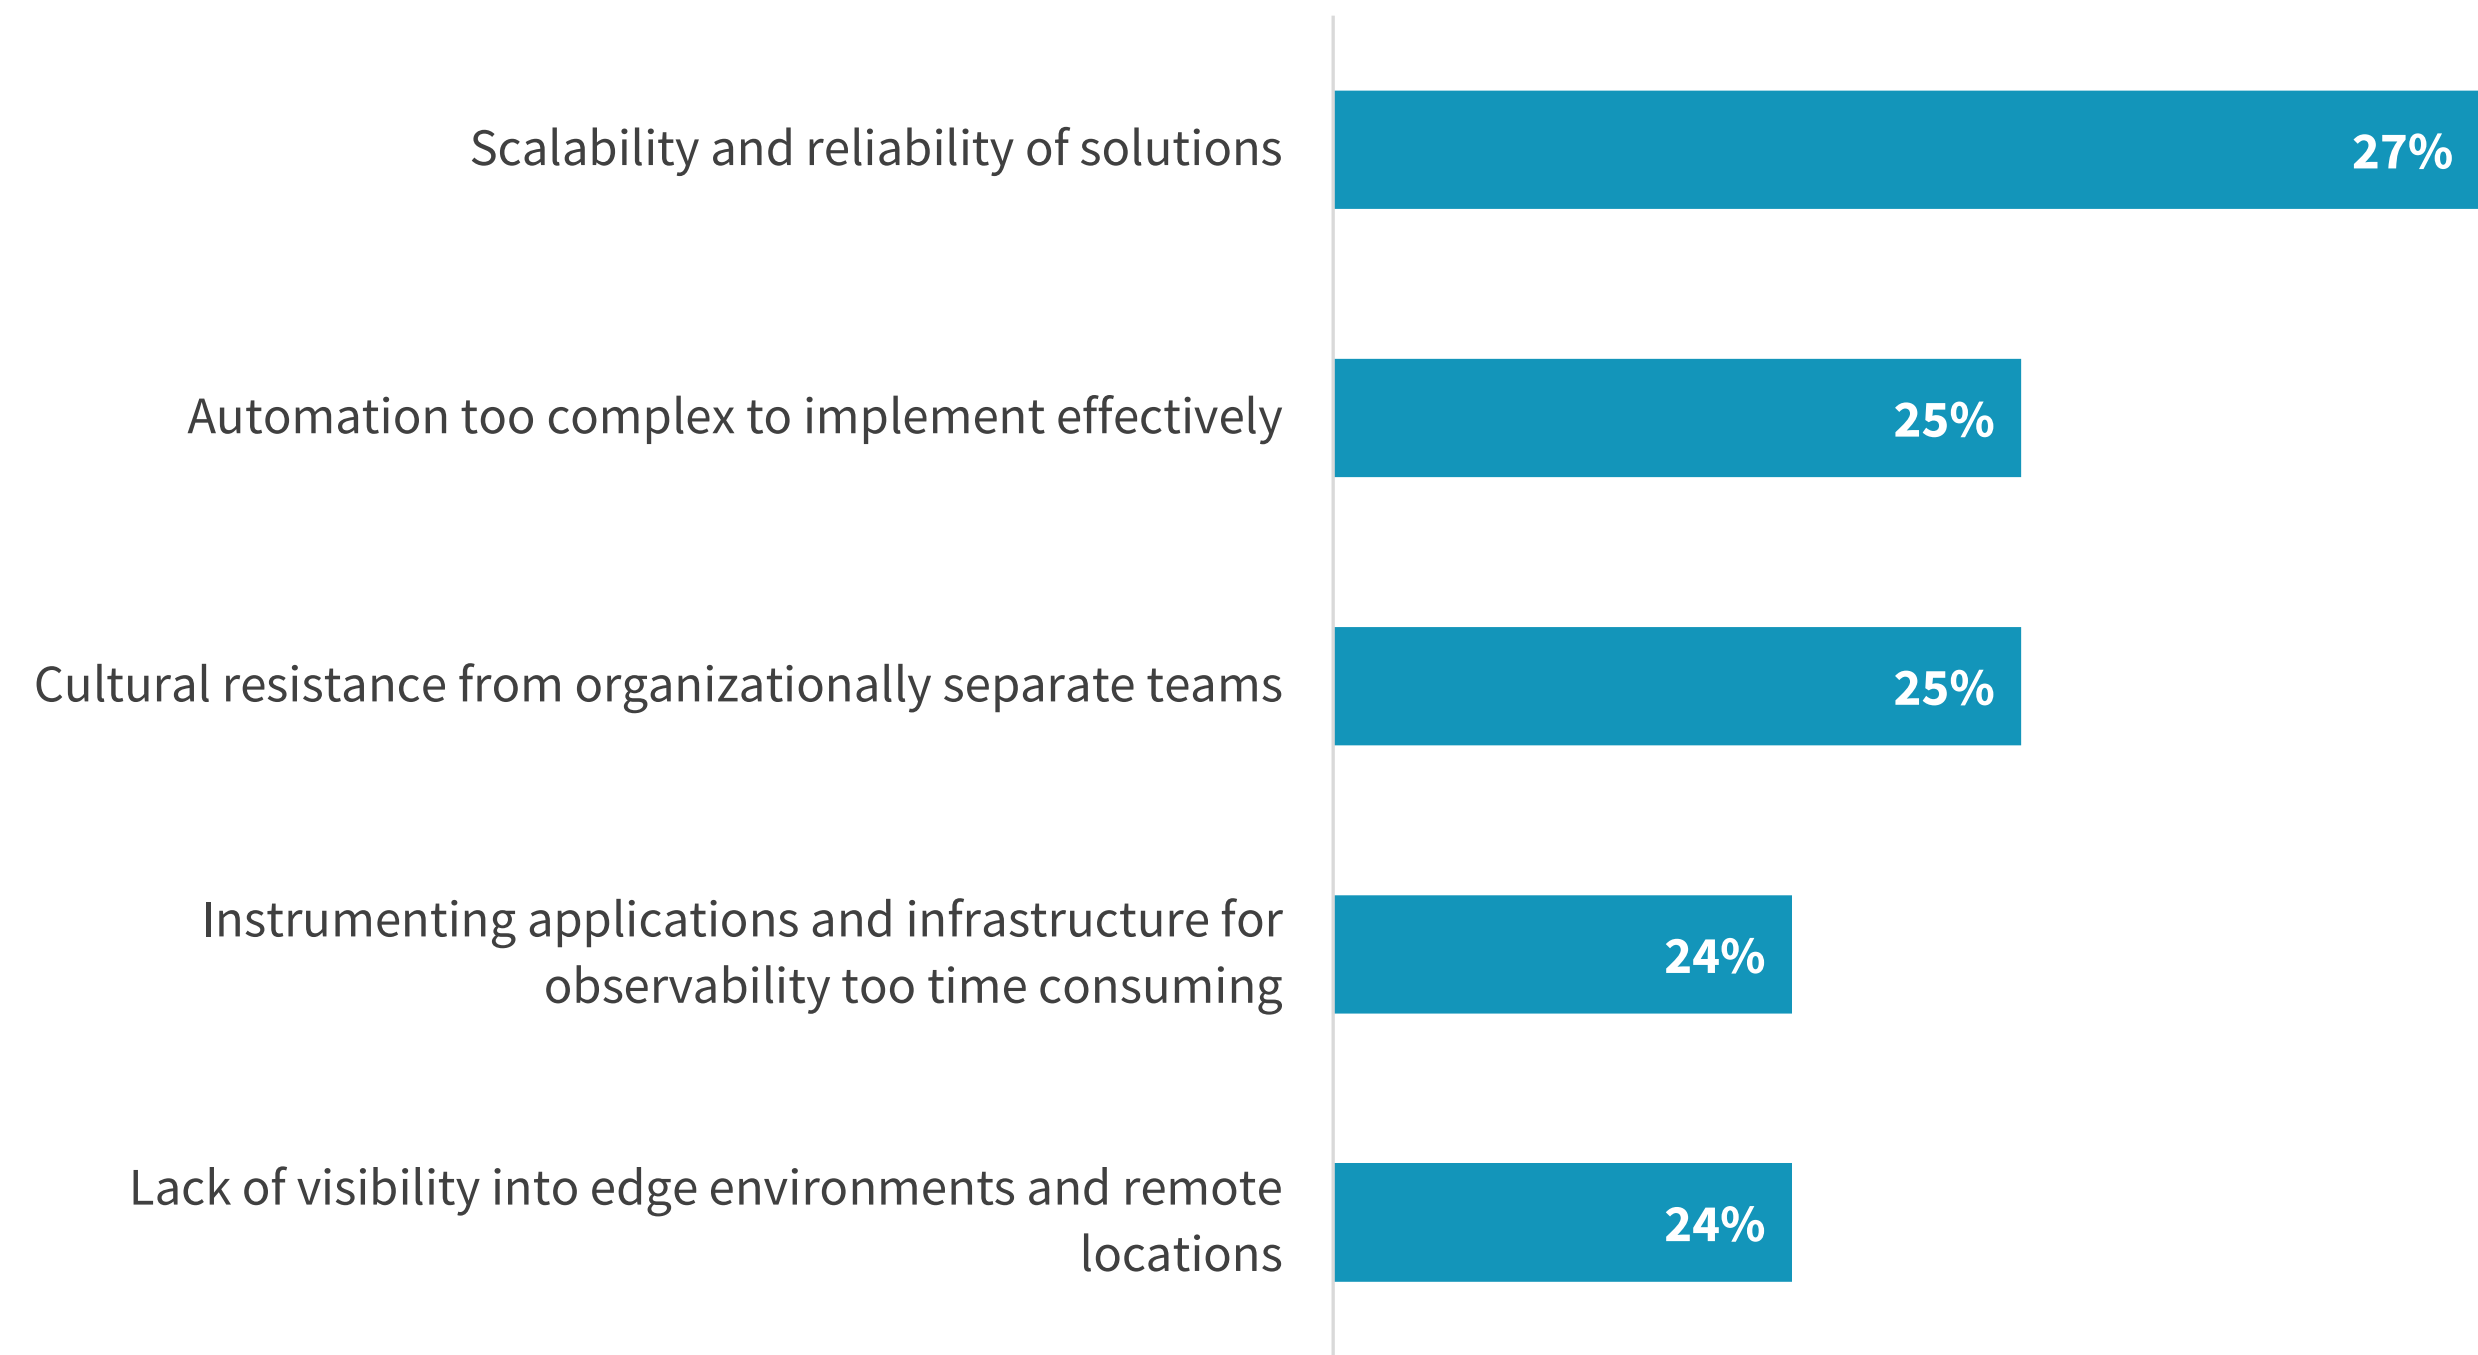 Scalability and reliability of solutions
27%
Automation too complex to implement effectively
25%
Cultural resistance from organizationally separate teams
25%
Instrumenting applications and infrastructure for
observability too time consuming
24%
Lack of visibility into edge environments and remote
locations
24%